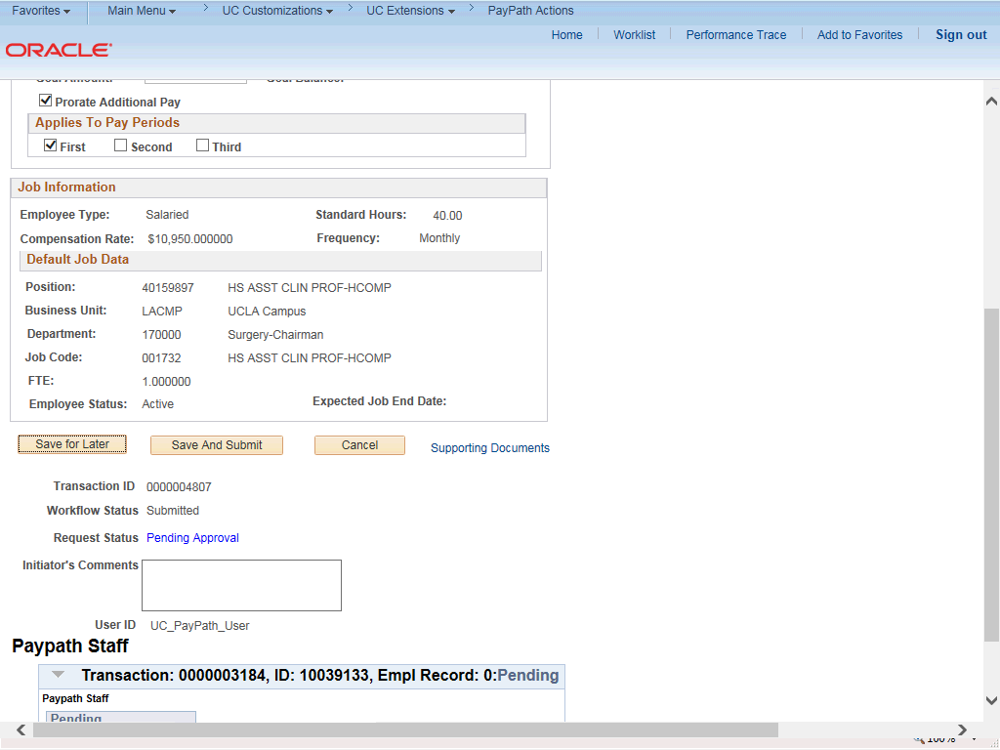 Favorites Main Menu > UC Customizations > UC Extensions > PayPath Actions
Home Worklist Performance Trace Add to Favorites Sign out
ORACLE
Goal Amount: Goal Balance:
Prorate Additional Pay
Applies To Pay Periods
First Second Third
Job Information
Employee Type: Salaried Standard Hours: 40.00
Compensation Rate: $10,950.000000 Frequency: Monthly
Default Job Data
Position: 40159897 HS ASST CLIN PROF-HCOMP
Business Unit: LACMP UCLA Campus
Department: 170000 Surgery-Chairman
Job Code: 001732 HS ASST CLIN PROF-HCOMP
FTE: 1.000000
Employee Status: Active Expected Job End Date:
Save for Later Save And Submit Cancel Supporting Documents
Transaction ID 0000004807
Workflow Status Submitted
Request Status Pending Approval
Initiator's Comments
User ID UC_PayPath_User
Paypath Staff
Transaction: 0000003184, ID: 10039133, Empl Record: 0:Pending
Paypath Staff
Pending
100%